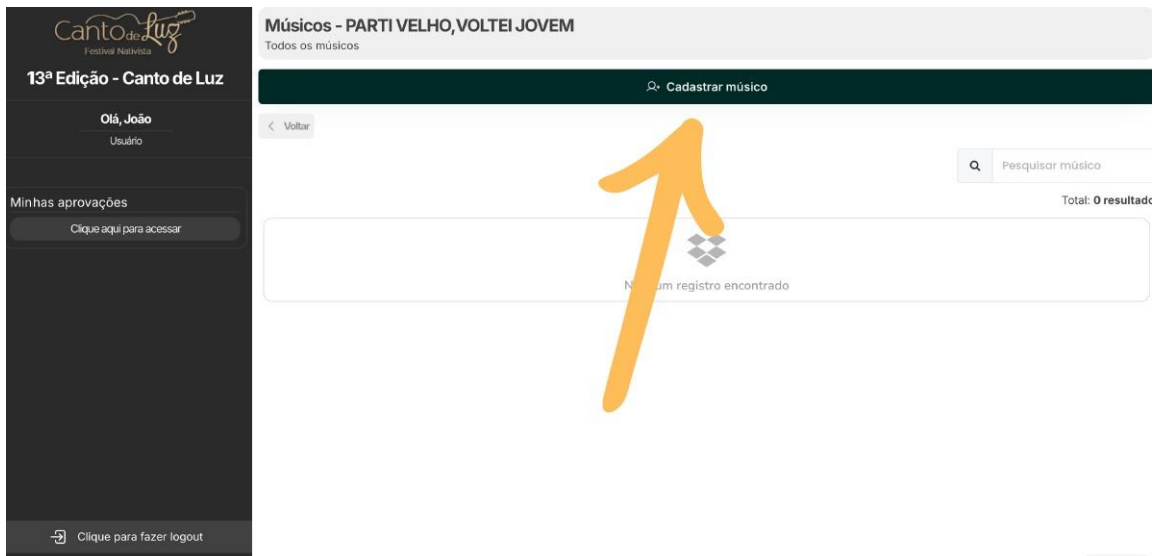 Canto de Luz
Festival Nativista
13ª Edição - Canto de Luz
Olá, João
Usuário
Minhas aprovações
Clique aqui para acessar
Clique para fazer logout
Músicos - PARTI VELHO,VOLTEI JOVEM
Todos os músicos
Cadastrar músico
Voltar
Pesquisar músico
Total: 0 resultado
registro encontrado